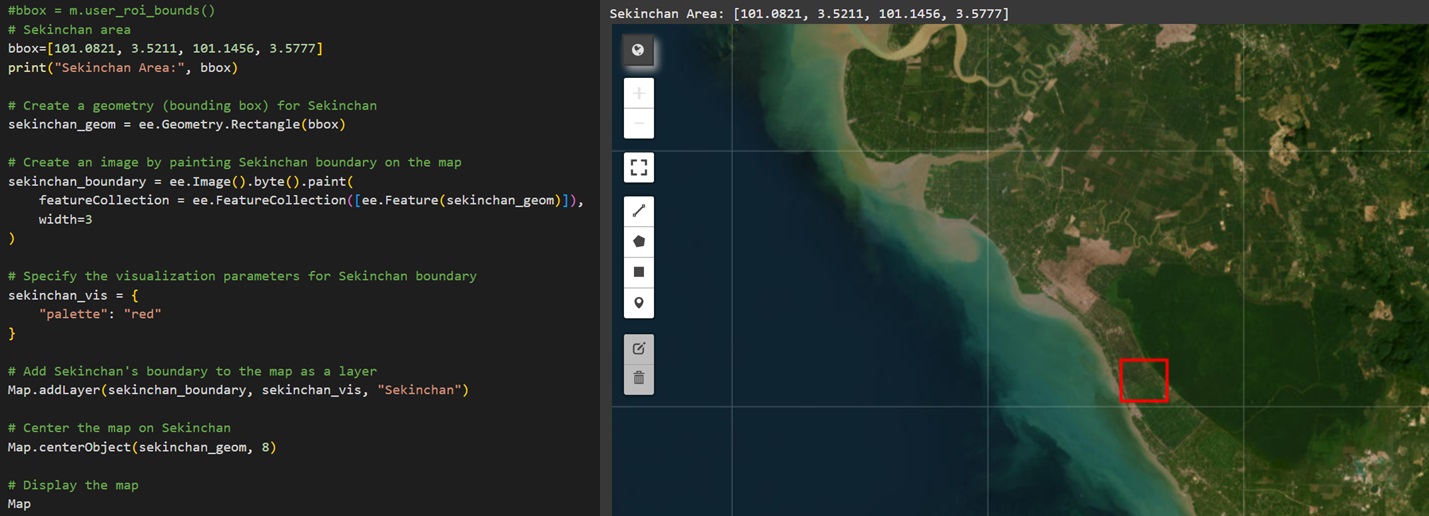 #bbox = m.user_roi_bounds()
# Sekinchan area
bbox=[101.0821, 3.5211, 101.1456, 3.5777]
print("Sekinchan Area:", bbox)

# Create a geometry (bounding box) for Sekinchan
sekinchan_geom = ee.Geometry.Rectangle(bbox)

# Create an image by painting Sekinchan boundary on the map
sekinchan_boundary = ee.Image().byte().paint(
    featureCollection = ee.FeatureCollection([ee.Feature(sekinchan_geom)]),
    width=3
)

# Specify the visualization parameters for Sekinchan boundary
sekinchan_vis = {
    "palette": "red"
}

# Add Sekinchan's boundary to the map as a layer
Map.addLayer(sekinchan_boundary, sekinchan_vis, "Sekinchan")

# Center the map on Sekinchan
Map.centerObject(sekinchan_geom, 8)

# Display the map
Map
Sekinchan Area: [101.0821, 3.5211, 101.1456, 3.5777]